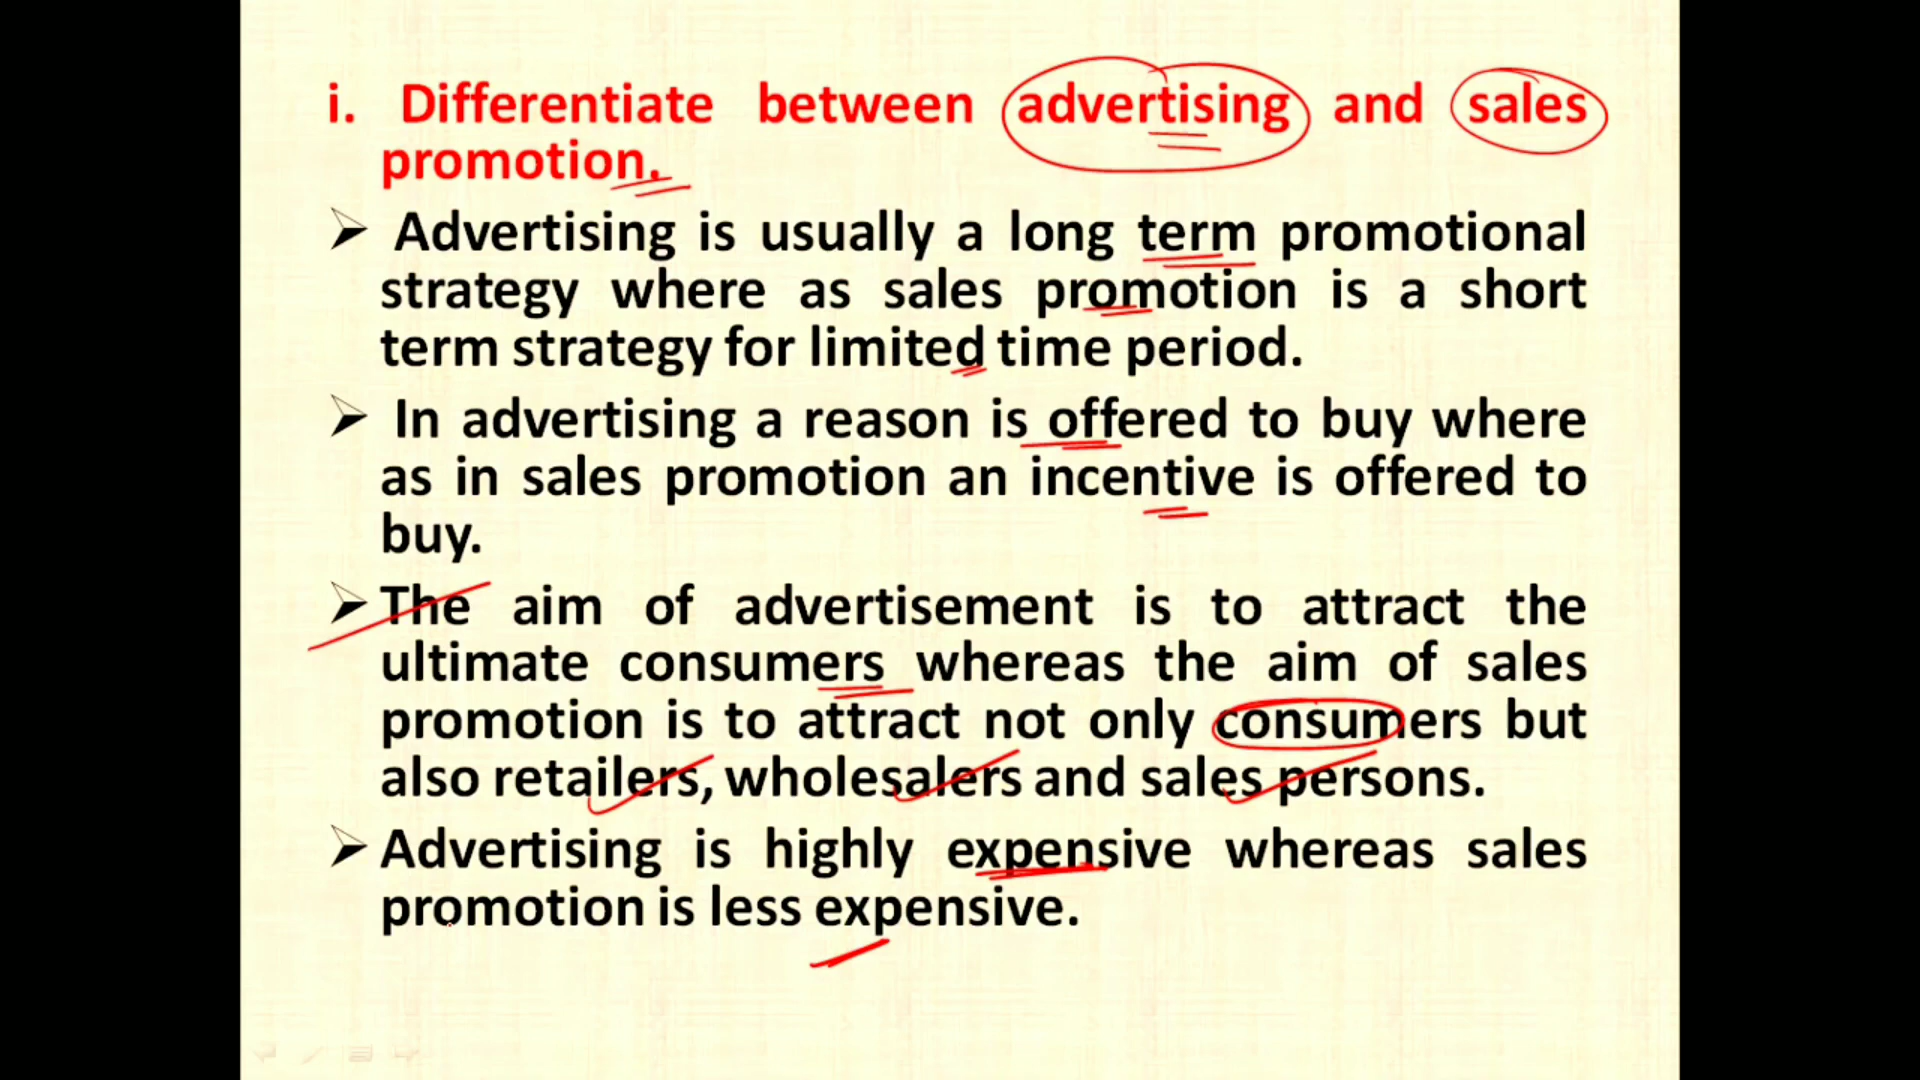 i. Differentiate between advertising and sales
promotion.
➢ Advertising is usually a long term promotional
strategy where as sales promotion is a short
term strategy for limited time period.
➢ In advertising a reason is offered to buy where
as in sales promotion an incentive is offered to
buy.
➢ The aim of advertisement is to attract the
ultimate consumers whereas the aim of sales
promotion is to attract not only consumers but
also retailers, wholesalers and sales persons.
➢ Advertising is highly expensive whereas sales
promotion is less expensive.